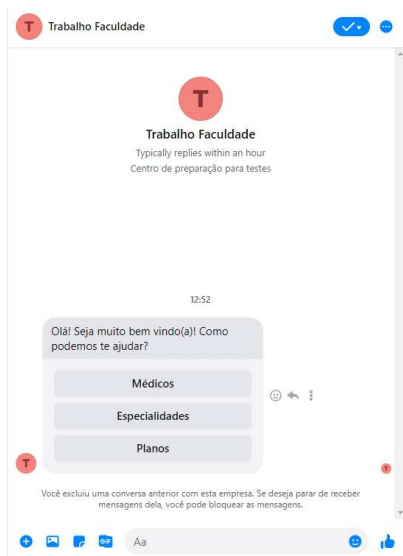 T
Trabalho Faculdade
T
Trabalho Faculdade
Typically replies within an hour
Centro de preparação para testes
12:52
Olá! Seja muito bem vindo(a)! Como
podemos te ajudar?
Médicos
Especialidades
Planos
T
T
Você excluiu uma conversa anterior com esta empresa. Se deseja parar de receber
mensagens dela, você pode bloquear as mensagens.
GIF
Aa